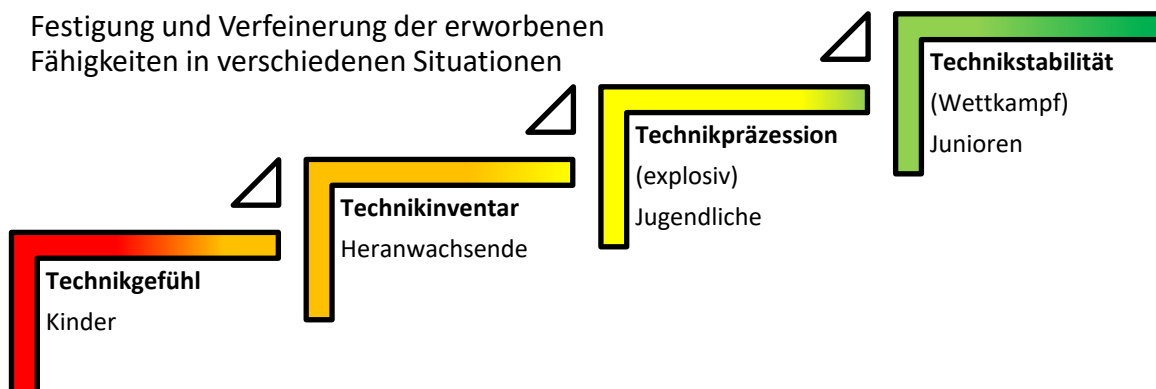 Festigung und Verfeinerung der erworbenen
Fähigkeiten in verschiedenen Situationen
Technikgefühl
Kinder
Technikinventar
Heranwachsende
Technikpräzession
(explosiv)
Jugendliche
Technikstabilität
(Wettkampf)
Junioren